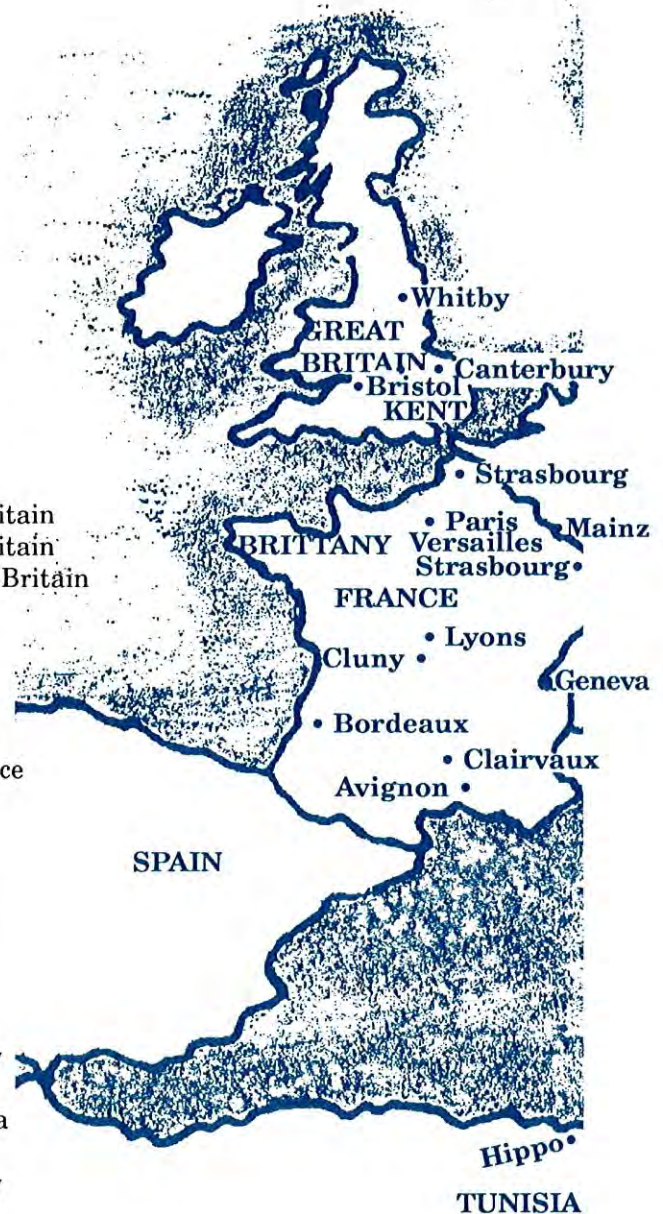 Whitby
GREAT
BRITAIN
Canterbury
Bristol
KENT
Strasbourg
itain
itain
Britain
BRITTANY
Paris
Mainz
Versailles
Strasbourg
FRANCE
Lyons
Cluny
Geneva
Bordeaux
ce
Clairvaux
Avignon
SPAIN
a
Hippo
TUNISIA